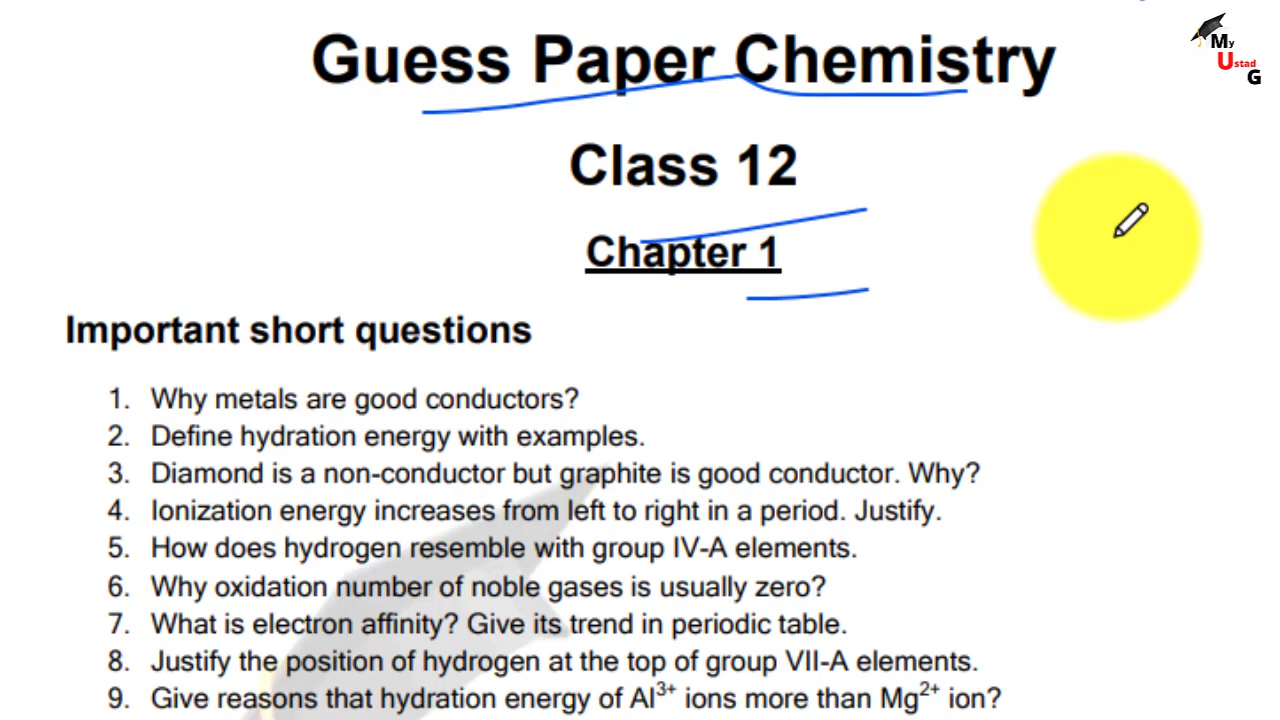 Guess Paper Chemistry
My
Ustad
G
Class 12
Chapter 1
Important short questions
1. Why metals are good conductors?
2. Define hydration energy with examples.
3. Diamond is a non-conductor but graphite is good conductor. Why?
4. Ionization energy increases from left to right in a period. Justify.
5. How does hydrogen resemble with group IV-A elements.
6. Why oxidation number of noble gases is usually zero?
7. What is electron affinity? Give its trend in periodic table.
8. Justify the position of hydrogen at the top of group VII-A elements.
9. Give reasons that hydration energy of Al³⁺ ions more than Mg²⁺ ion?